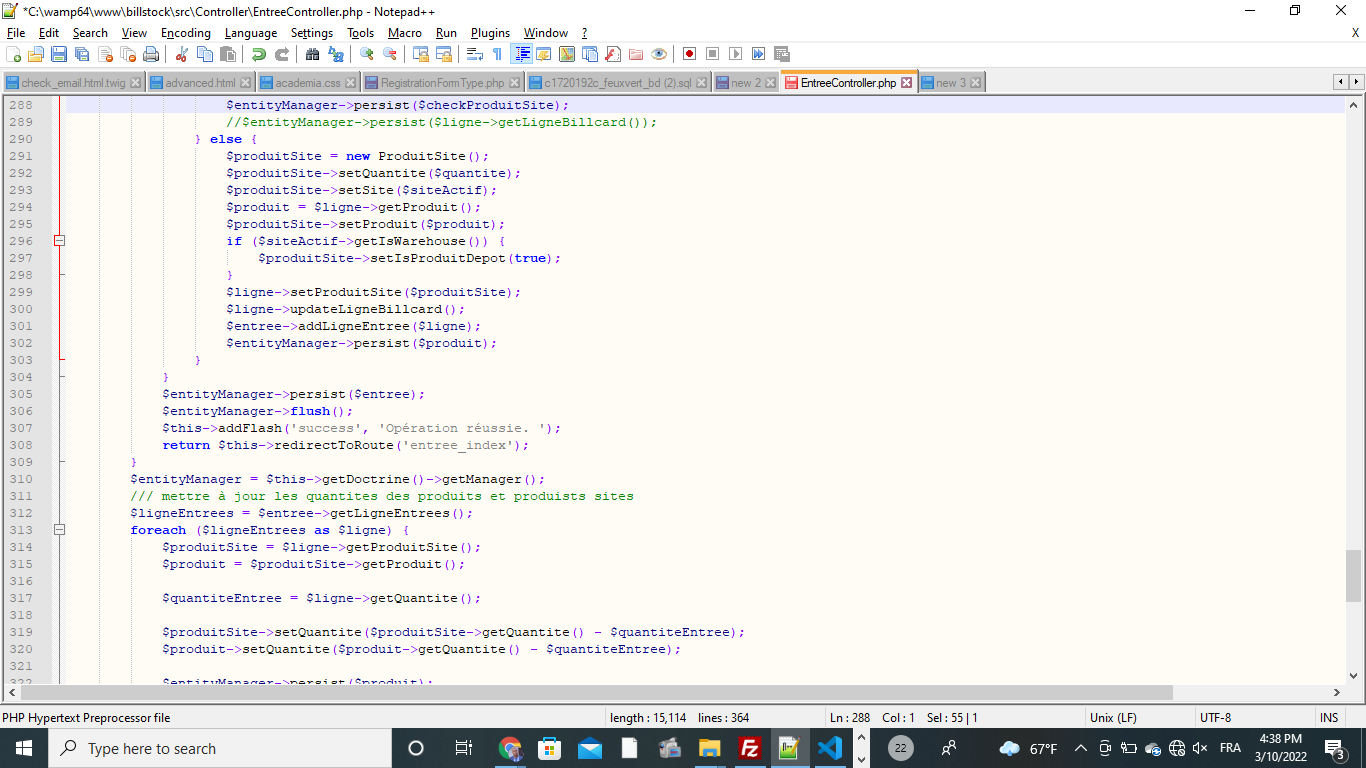 *C:\wamp64\www\billstock\src\Controller\EntreeController.php - Notepad++
File Edit Search View Encoding Language Settings Tools Macro Run Plugins Window ? X
check_email.html.twig advanced.html academia.css RegistrationFormType.php c1720192c_feuxvert_bd (2).sql new 2 EntreeController.php new 3
288 $entityManager->persist($checkProduitSite);
289 //$entityManager->persist($ligne->getLigneBillcard());
290 } else {
291 $produitSite = new ProduitSite();
292 $produitSite->setQuantite($quantite);
293 $produitSite->setSite($siteActif);
294 $produit = $ligne->getProduit();
295 $produitSite->setProduit($produit);
296 if ($siteActif->getIsWarehouse()) {
297 $produitSite->setIsProduitDepot(true);
298 }
299 $ligne->setProduitSite($produitSite);
300 $ligne->updateLigneBillcard();
301 $entree->addLigneEntree($ligne);
302 $entityManager->persist($produit);
303 }
304 }
305 $entityManager->persist($entree);
306 $entityManager->flush();
307 $this->addFlash('success', 'Opération réussie. ');
308 return $this->redirectToRoute('entree_index');
309 }
310 $entityManager = $this->getDoctrine()->getManager();
311 /// mettre à jour les quantites des produits et produists sites
312 $ligneEntrees = $entree->getLigneEntrees();
313 foreach ($ligneEntrees as $ligne) {
314 $produitSite = $ligne->getProduitSite();
315 $produit = $produitSite->getProduit();
316
317 $quantiteEntree = $ligne->getQuantite();
318
319 $produitSite->setQuantite($produitSite->getQuantite() - $quantiteEntree);
320 $produit->setQuantite($produit->getQuantite() - $quantiteEntree);
321
322 $entityManager->persist($produit);
PHP Hypertext Preprocessor file length : 15,114 lines : 364 Ln : 288 Col : 1 Sel : 55 | 1 Unix (LF) UTF-8 INS
Type here to search 22 67°F FRA 4:38 PM
3/10/2022 3